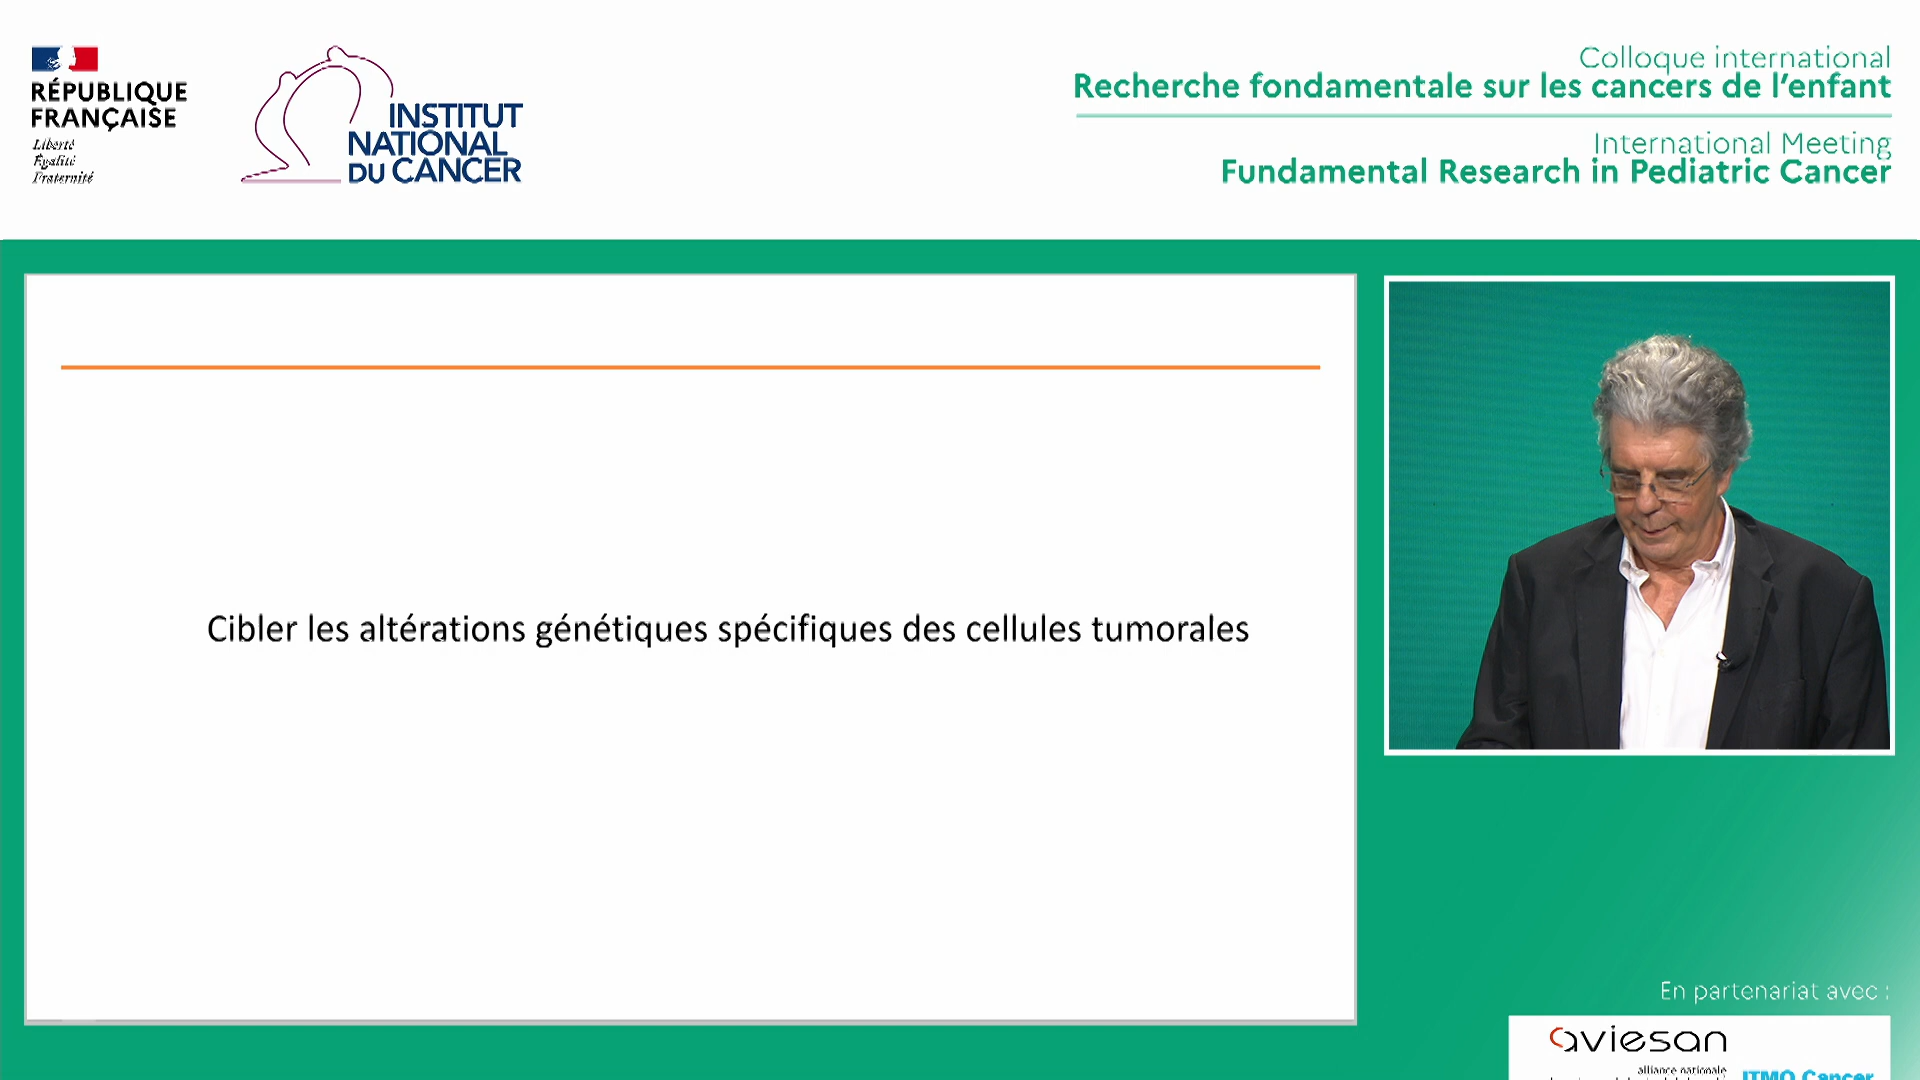 RÉPUBLIQUE
FRANÇAISE
Liberté
Égalité
Fraternité
INSTITUT
NATIONAL
DU CANCER
Colloque international
Recherche fondamentale sur les cancers de l'enfant
International Meeting
Fundamental Research in Pediatric Cancer
Cibler les altérations génétiques spécifiques des cellules tumorales
En partenariat avec :
aviesan
alliance nationale
ITMO Cancer